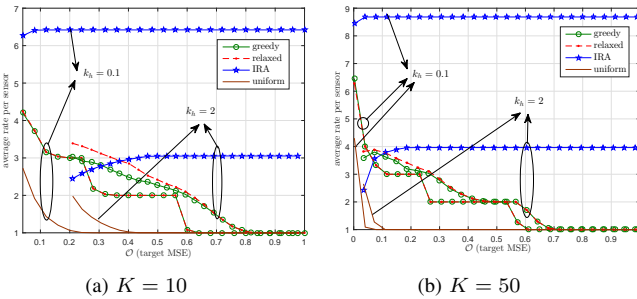 7
6
5
4
3
2
1
average rate per sensor
greedy
relaxed
IRA
uniform
k_h = 0.1
k_h = 2
0.1 0.2 0.3 0.4 0.5 0.6 0.7 0.8 0.9 1
O (target MSE)
(a) K = 10
9
8
7
6
5
4
3
2
1
average rate per sensor
greedy
relaxed
IRA
uniform
k_h = 0.1
k_h = 2
0 0.1 0.2 0.3 0.4 0.5 0.6 0.7 0.8 0.9
O (target MSE)
(b) K = 50